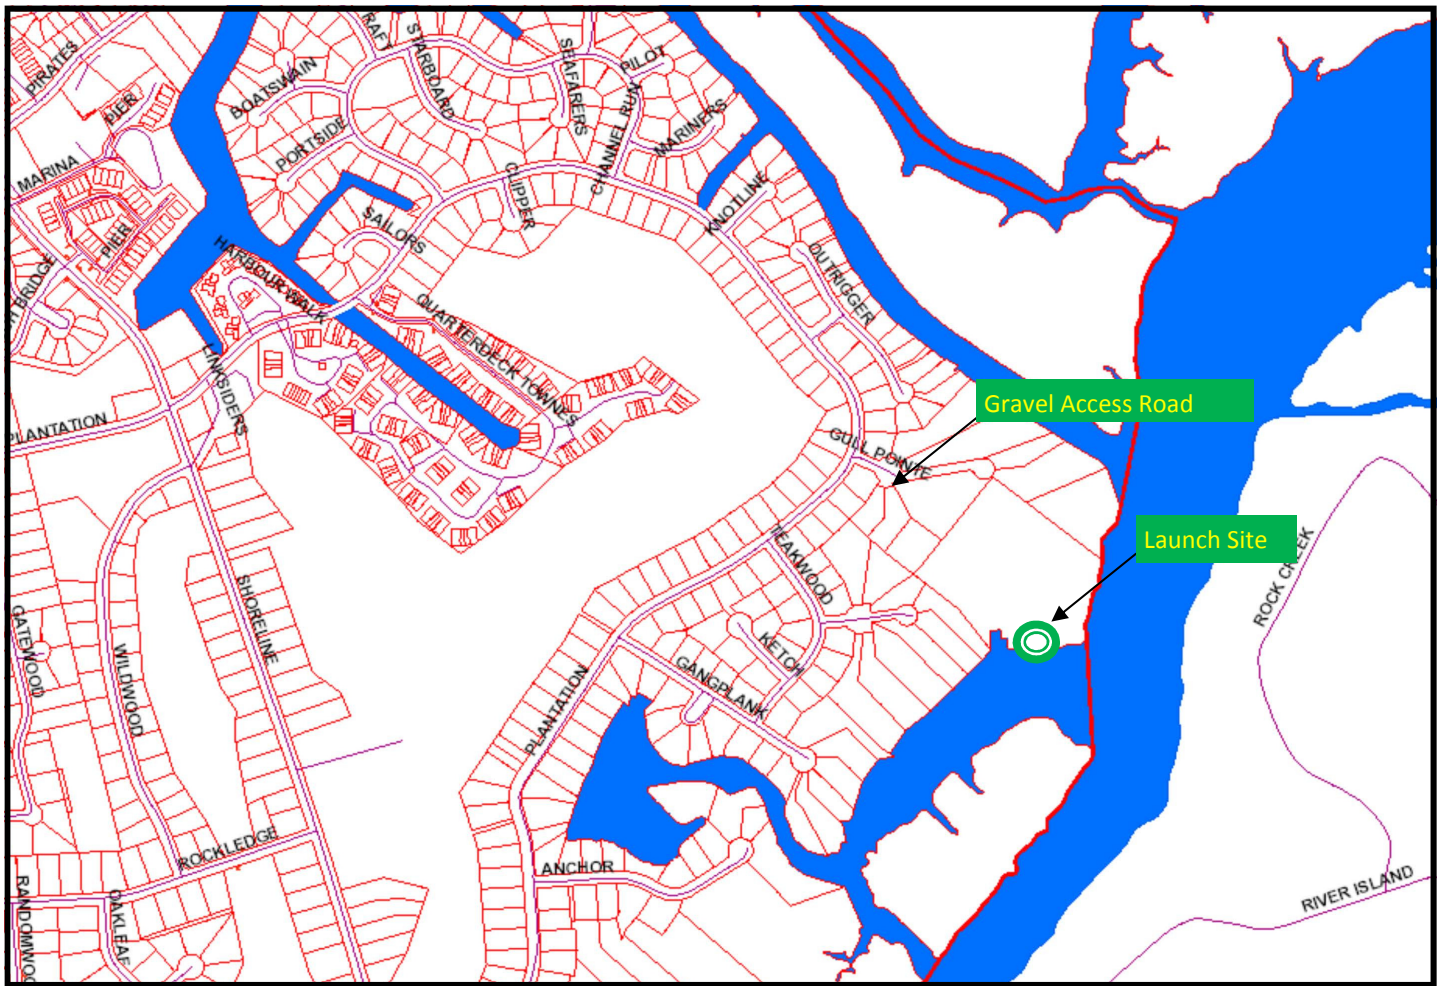 PIRATES
PIER
MARINA
PIER
BOATSWAIN
PORTSIDE
RAFT
STARBOARD
SEAFARERS
PILOT
CHANNEL RUN
MARINERS
CLIPPER
SAILORS
KNOTLINE
OUTRIGGER
HARBOUR WALK
QUARTERDECK TOWNES
LINKSIDERS
H BRIDGE
PLANTATION
Gravel Access Road
GULL POINTE
Launch Site
TEAKWOOD
ROCK CREEK
SHORELINE
GATEWOOD
WILDWOOD
KETCH
GANGPLANK
PLANTATION
ROCKLEDGE
ANCHOR
RIVER ISLAND
RANDOMWOO
OAKLEAF